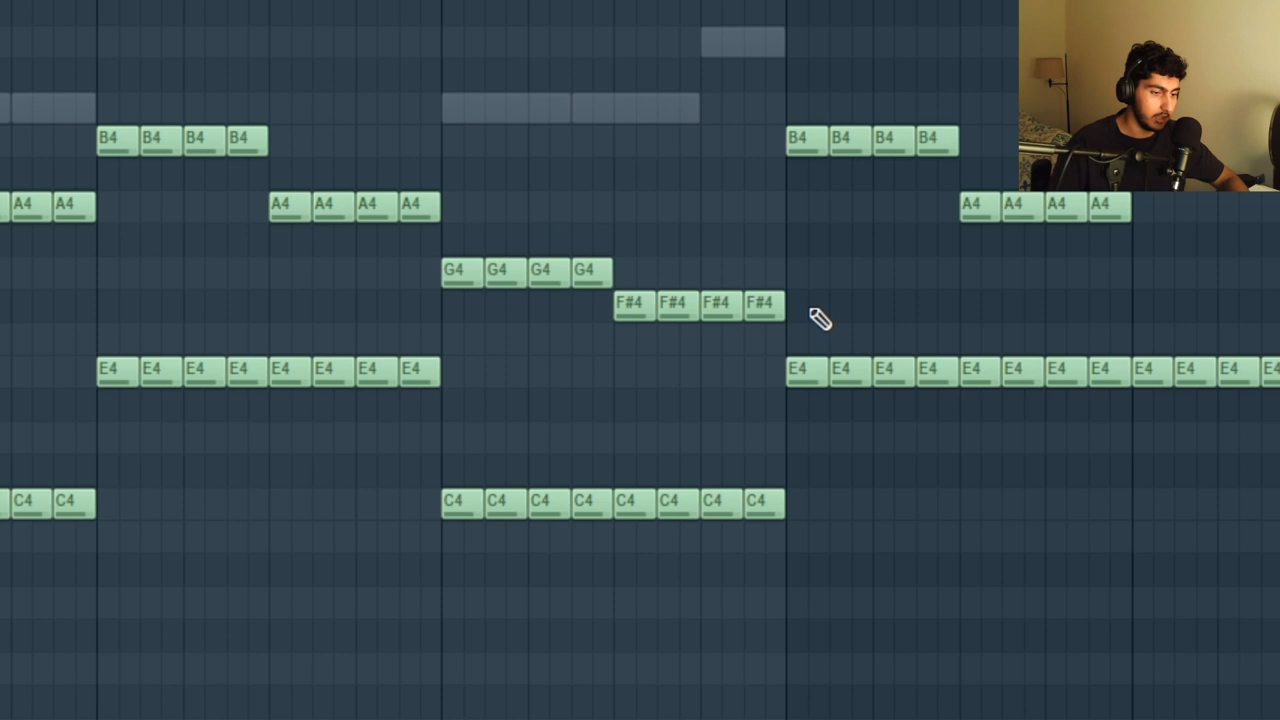 B4 B4 B4 B4 B4 B4 B4 B4
A4 A4 A4 A4 A4 A4 A4 A4 A4 A4
G4 G4 G4 G4
F#4 F#4 F#4 F#4
E4 E4 E4 E4 E4 E4 E4 E4 E4 E4 E4 E4 E4 E4 E4 E4 E4 E4 E4 E4
C4 C4 C4 C4 C4 C4 C4 C4 C4 C4